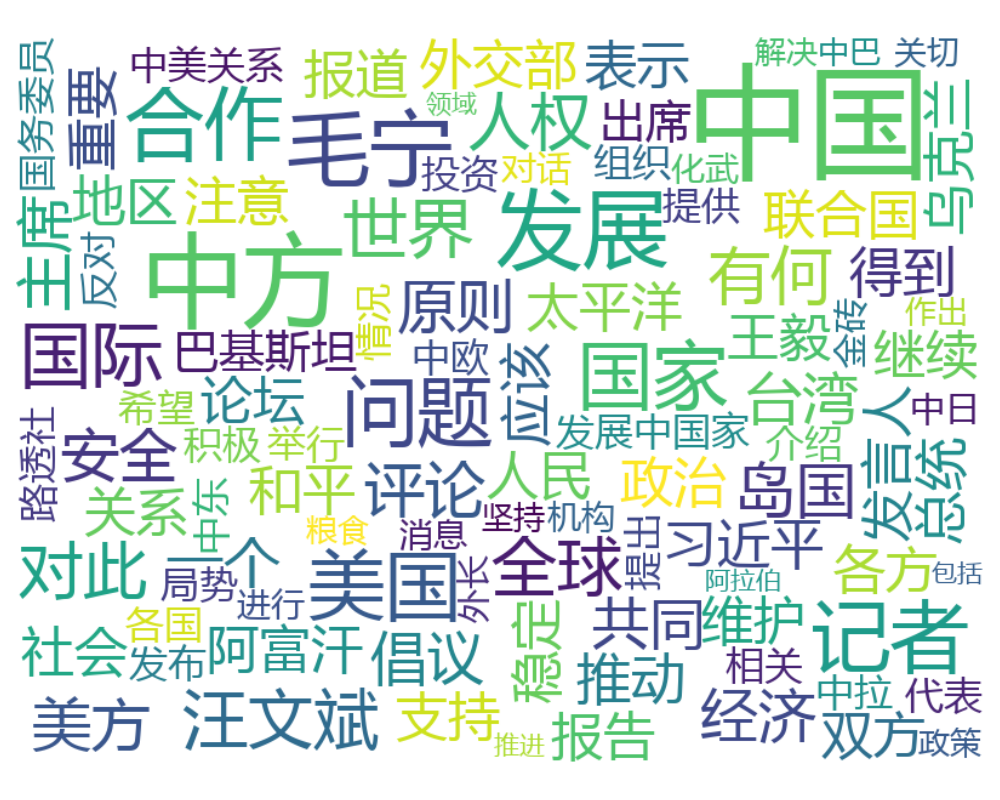 国务委员
重要
中美关系
报道
外交部
表示
解决
中巴
关切
合作
毛宁
领域
人权
出席
中国
乌克兰
主席
地区
注意
投资
对话
组织
化武
提供
联合国
反对
中方
世界
发展
有何
得到
情况
原则
太平洋
王毅
金砖
作出
继续
国际
巴基斯坦
中欧
应该
国家
台湾
希望
论坛
问题
发展中国家
介绍
人
中日
路透社
安全
积极
举行
关系
中东
和平
评论
人民
政治
岛国
发言人
总统
粮食
消息
坚持
机构
提出
习近平
各方
包括
对此
一个
局势
进行
美国
外长
全球
阿拉伯
共同
维护
记者
各国
社会
发布
阿富汗
倡议
稳定
推动
相关
中拉
代表
美方
汪文斌
支持
推进
报告
经济
双方
政策